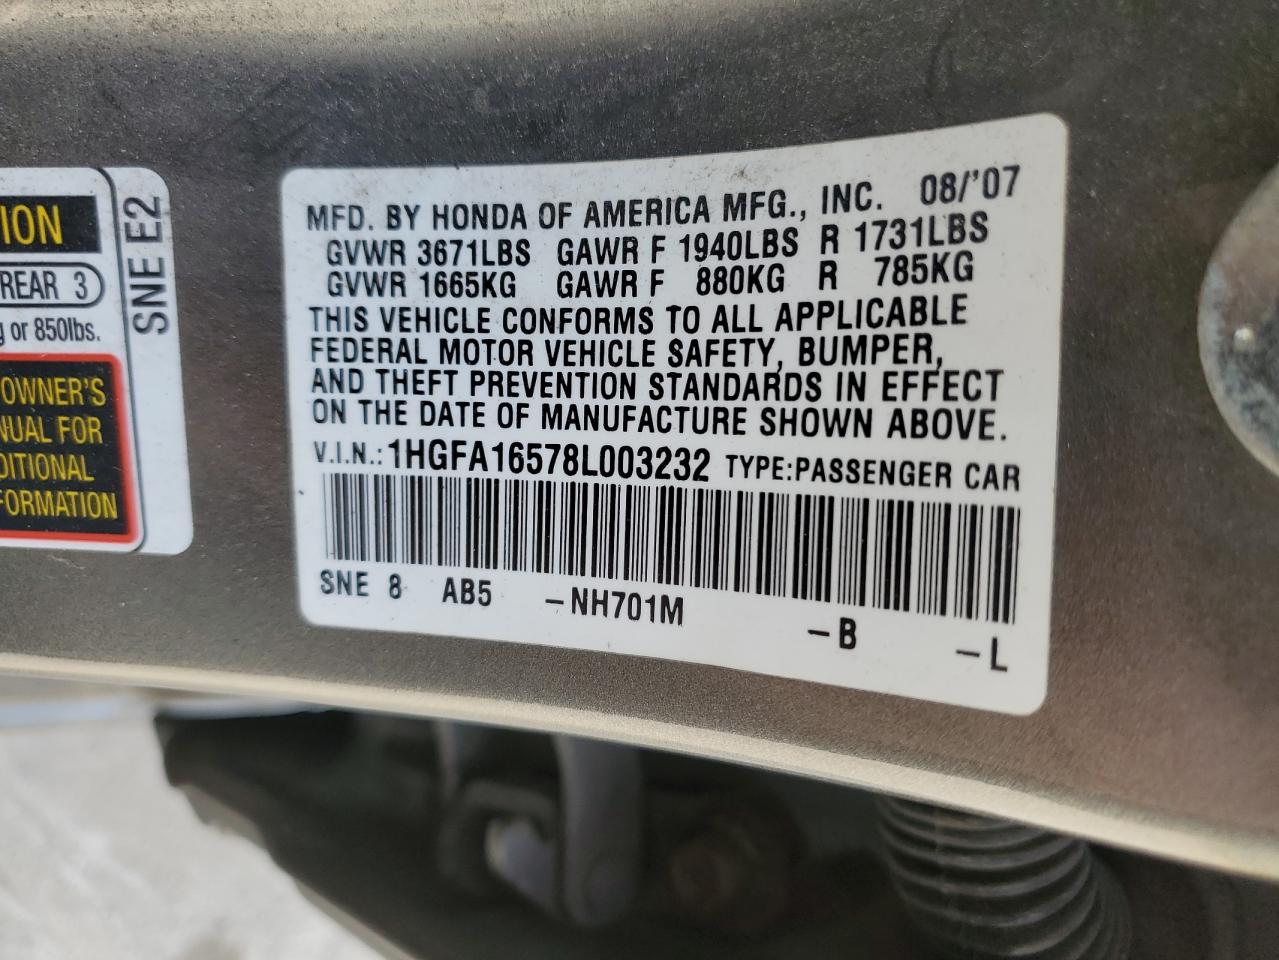 ION
REAR 3
g or 850lbs.
OWNER'S
NUAL FOR
DITIONAL
FORMATION
SNE E2
MFD. BY HONDA OF AMERICA MFG., INC. 08/'07
GVWR 3671LBS GAWR F 1940LBS R 1731LBS
GVWR 1665KG GAWR F 880KG R 785KG
THIS VEHICLE CONFORMS TO ALL APPLICABLE
FEDERAL MOTOR VEHICLE SAFETY, BUMPER,
AND THEFT PREVENTION STANDARDS IN EFFECT
ON THE DATE OF MANUFACTURE SHOWN ABOVE.
V.I.N.: 1HGFA16578L003232 TYPE:PASSENGER CAR
SNE 8 AB5 -NH701M -B -L